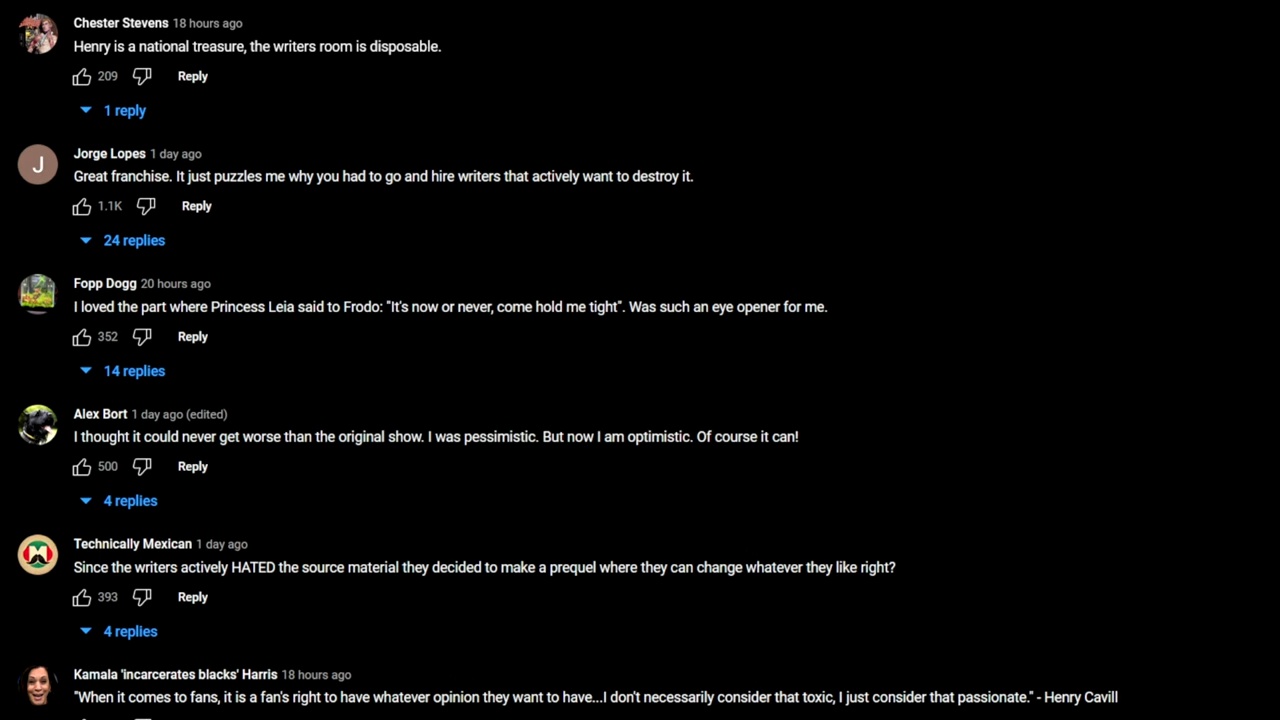 Chester Stevens 18 hours ago
Henry is a national treasure, the writers room is disposable.
209 Reply
1 reply
J
Jorge Lopes 1 day ago
Great franchise. It just puzzles me why you had to go and hire writers that actively want to destroy it.
1.1K Reply
24 replies
Fopp Dogg 20 hours ago
I loved the part where Princess Leia said to Frodo: "It's now or never, come hold me tight". Was such an eye opener for me.
352 Reply
14 replies
Alex Bort 1 day ago (edited)
I thought it could never get worse than the original show. I was pessimistic. But now I am optimistic. Of course it can!
500 Reply
4 replies
Technically Mexican 1 day ago
Since the writers actively HATED the source material they decided to make a prequel where they can change whatever they like right?
393 Reply
4 replies
Kamala 'incarcerates blacks' Harris 18 hours ago
"When it comes to fans, it is a fan's right to have whatever opinion they want to have...I don't necessarily consider that toxic, I just consider that passionate." - Henry Cavill